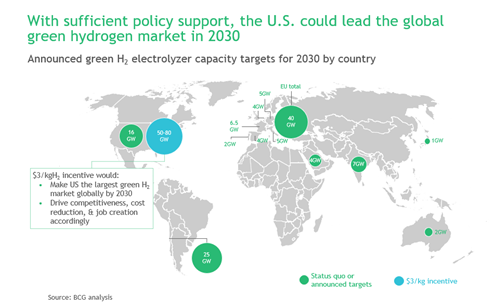 With sufficient policy support, the U.S. could lead the global
green hydrogen market in 2030
Announced green H₂ electrolyzer capacity targets for 2030 by country
EU total
5GW
4GW
40
GW
16
GW
50-80
GW
6.5
GW
2GW
4GW
5GW
4GW
7GW
1GW
$3/kgH₂ incentive would:
• Make US the largest green H₂
market globally by 2030
• Drive competitiveness, cost
reduction, & job creation
accordingly
25
GW
3GW
Status quo or
announced targets
$3/kg incentive
Source: BCG analysis